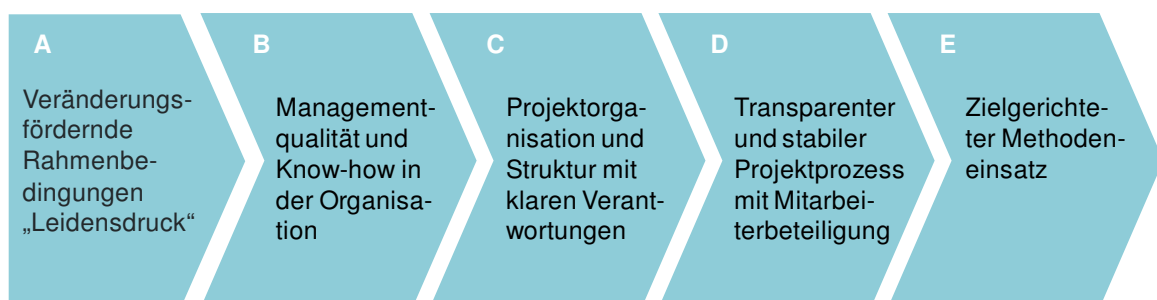 A
Veränderungs-
fördernde
Rahmenbe-
dingungen
„Leidensdruck“
B
Management-
qualität und
Know-how in
der Organisa-
tion
C
Projektorga-
nisation und
Struktur mit
klaren Verant-
wortungen
D
Transparenter
und stabiler
Projektprozess
mit Mitarbei-
terbeteiligung
E
Zielgerichte-
ter Methoden-
einsatz